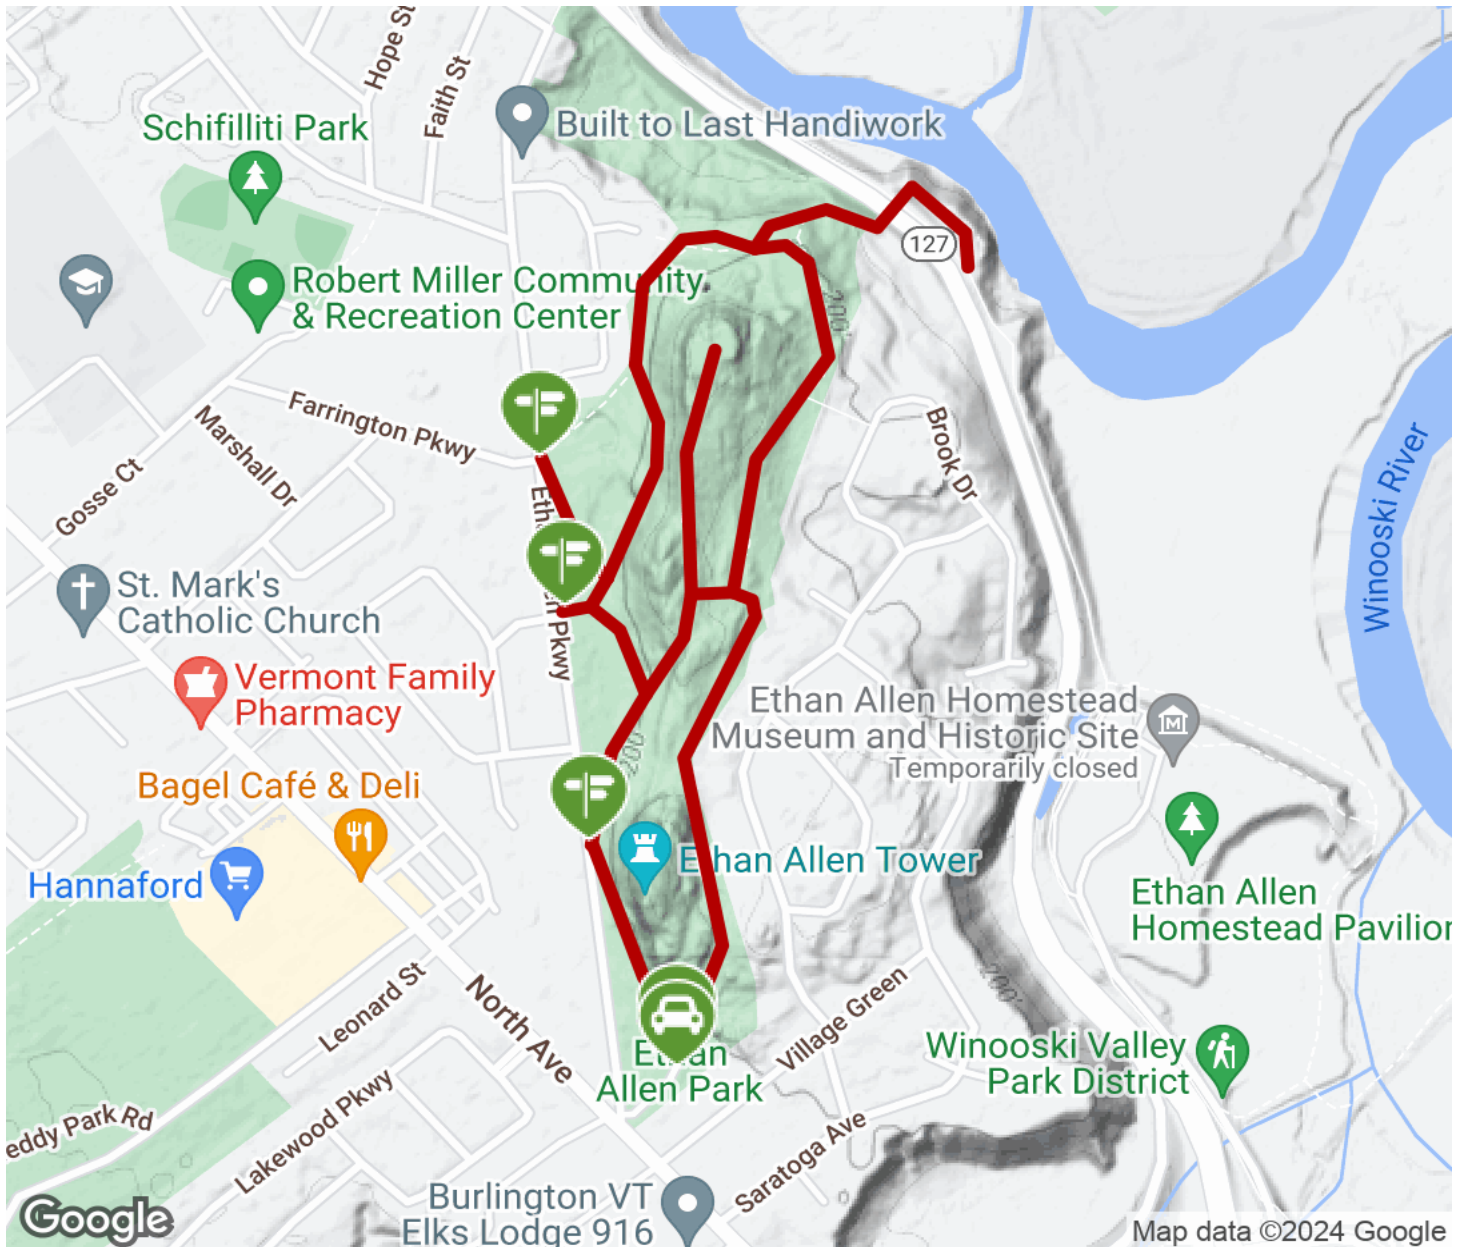 Hope St
Faith St
Schifilliti Park
Built to Last Handiwork
127
Robert Miller Community
& Recreation Center
200'
Farrington Pkwy
Marshall Dr
Gosse Ct
Brook Dr
Winooski River
St. Mark's
Catholic Church
Vermont Family
Pharmacy
Ethan Allen Homestead
Museum and Historic Site
Temporarily closed
200'
Bagel Café & Deli
Hannaford
Ethan Allen Tower
Ethan Allen
Homestead Pavilion
200'
Leonard St
North Ave
Village Green
Allen Park
Winooski Valley
Park District
Lakewood Pkwy
eddy Park Rd
Saratoga Ave
Burlington VT
Elks Lodge 916
Google
Map data ©2024 Google